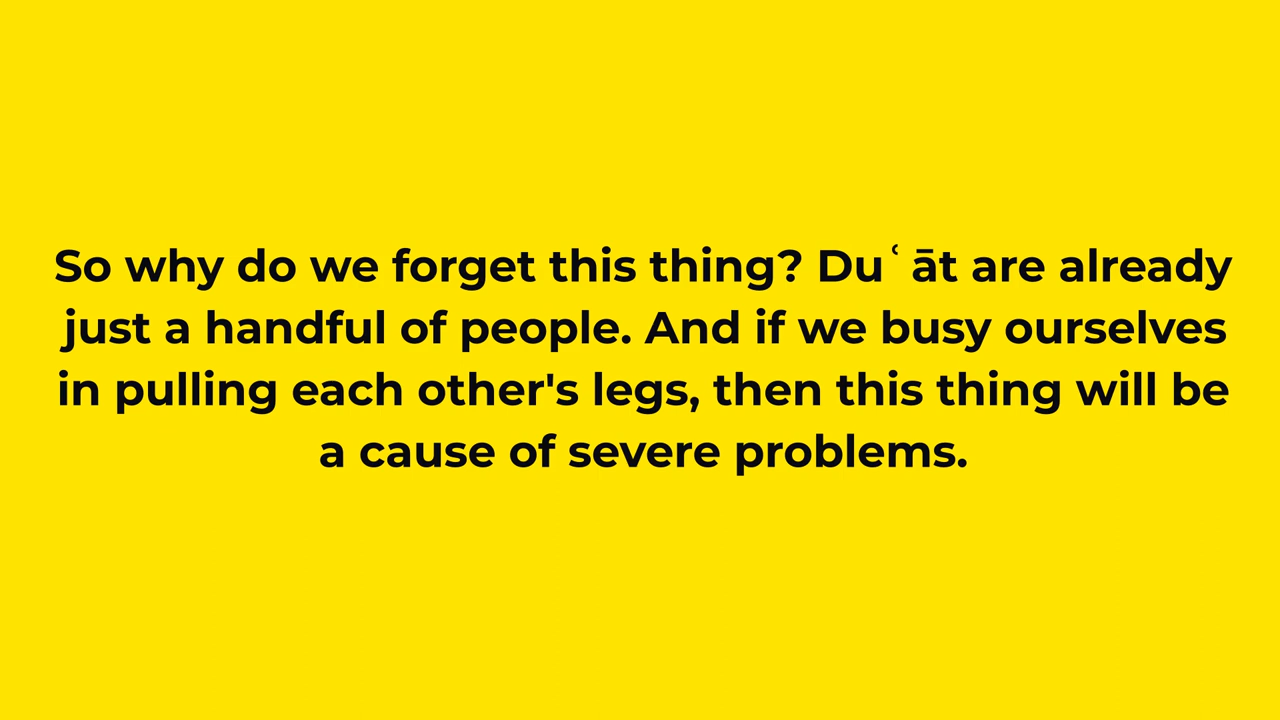 So why do we forget this thing? Duʿāt are already
just a handful of people. And if we busy ourselves
in pulling each other's legs, then this thing will be
a cause of severe problems.